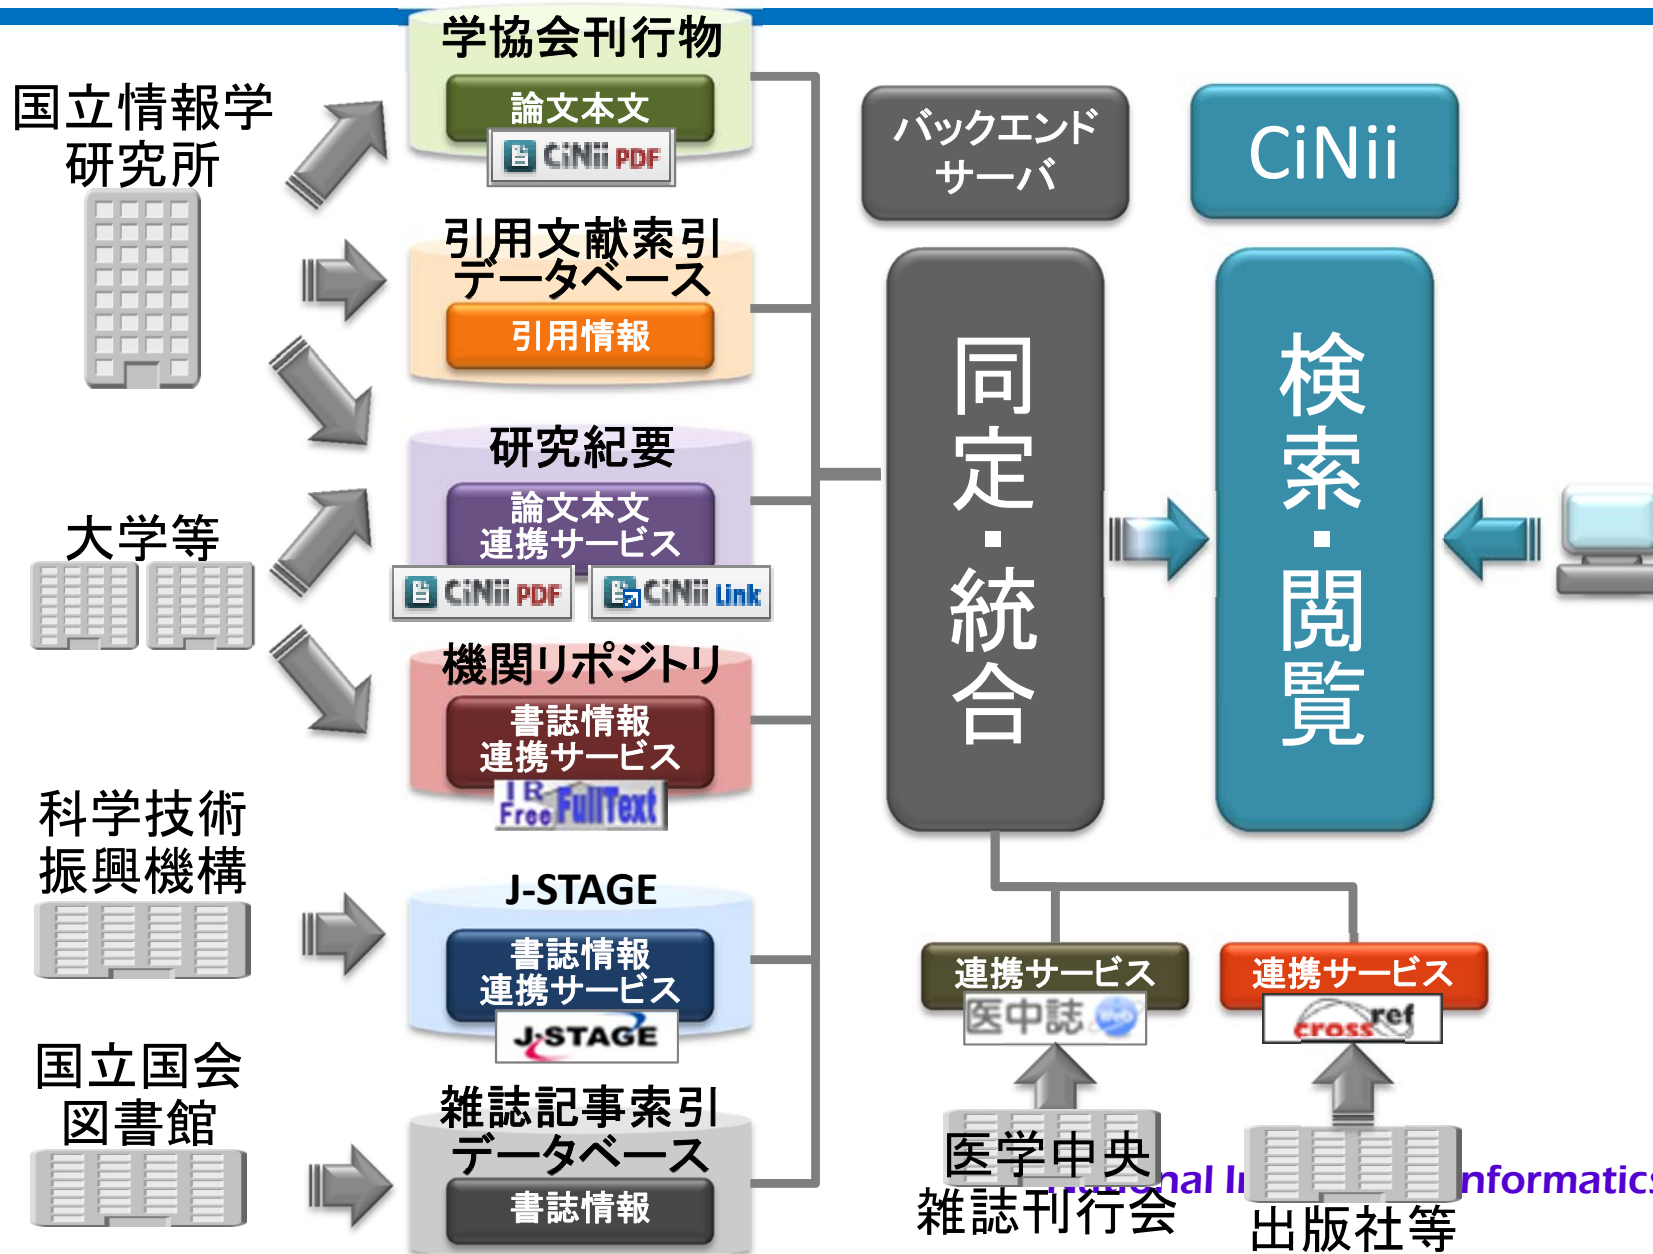 国立情報学
研究所
大学等
科学技術
振興機構
国立国会
図書館
学協会刊行物
論文本文
CiNii PDF
引用文献索引
データベース
引用情報
研究紀要
論文本文
連携サービス
CiNii PDF
CiNii Link
機関リポジトリ
書誌情報
連携サービス
IR
Free FullText
J-STAGE
書誌情報
連携サービス
J-STAGE
雑誌記事索引
データベース
書誌情報
バックエンド
サーバ
同定・統合
CiNii
検索・閲覧
連携サービス
医中誌 Web
医学中央
雑誌刊行会
連携サービス
crossref
出版社等
nformatics